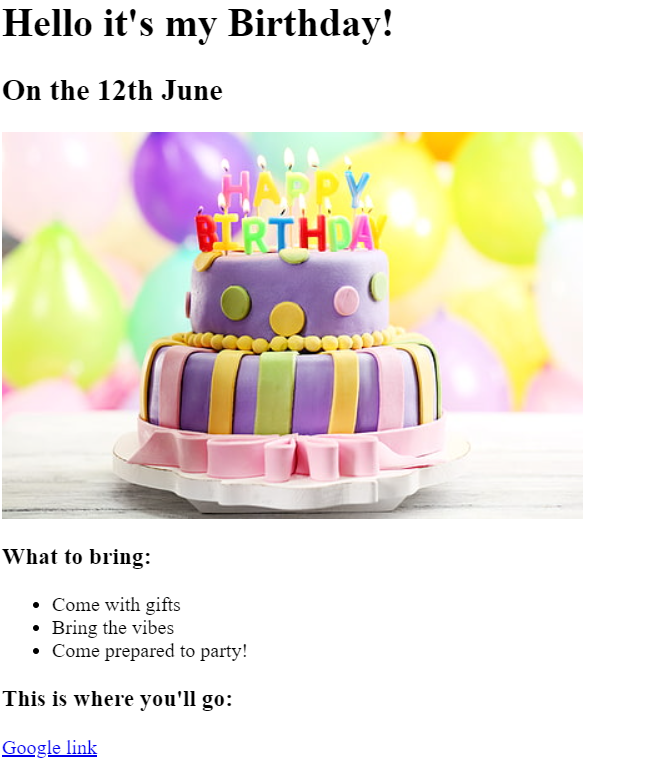 Hello it's my Birthday!
On the 12th June
HAPPY
BIRTHDAY
What to bring:
Come with gifts
Bring the vibes
Come prepared to party!
This is where you'll go:
Google link